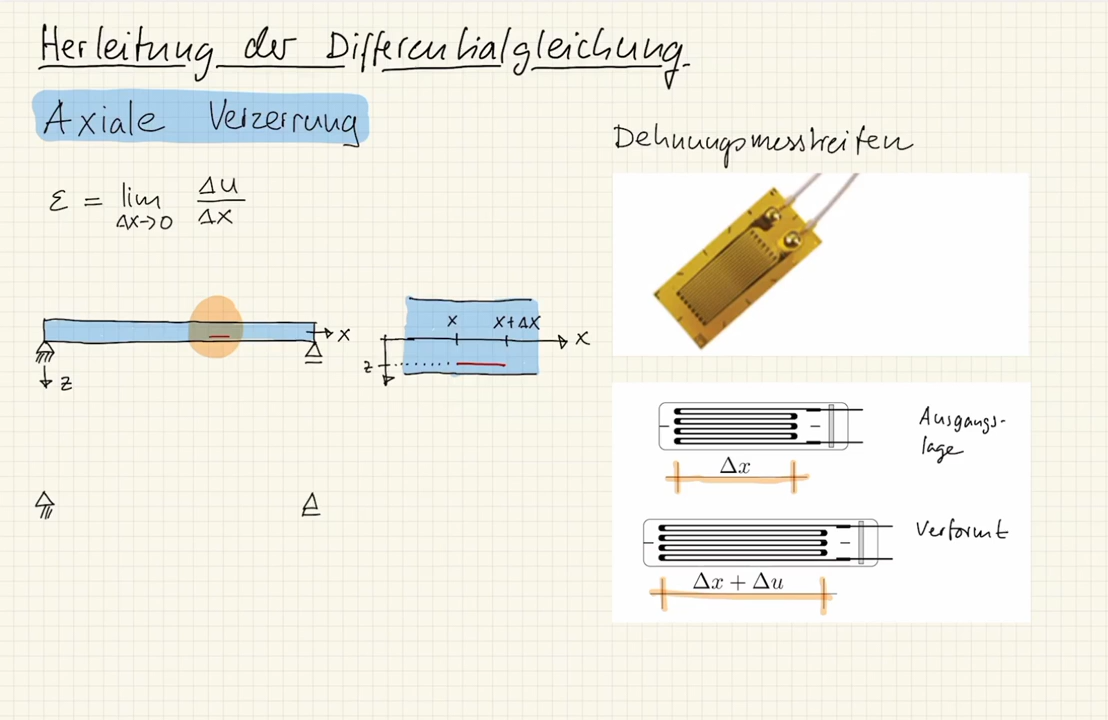 Herleitung der Differentialgleichung.
Axiale Verzerrung
ε = lim Δu
Δx→0 Δx
x
z
x x+Δx
x
z
Dehnungsmessstreifen
Ausgangs-
lage
Δx
Verformt
Δx + Δu